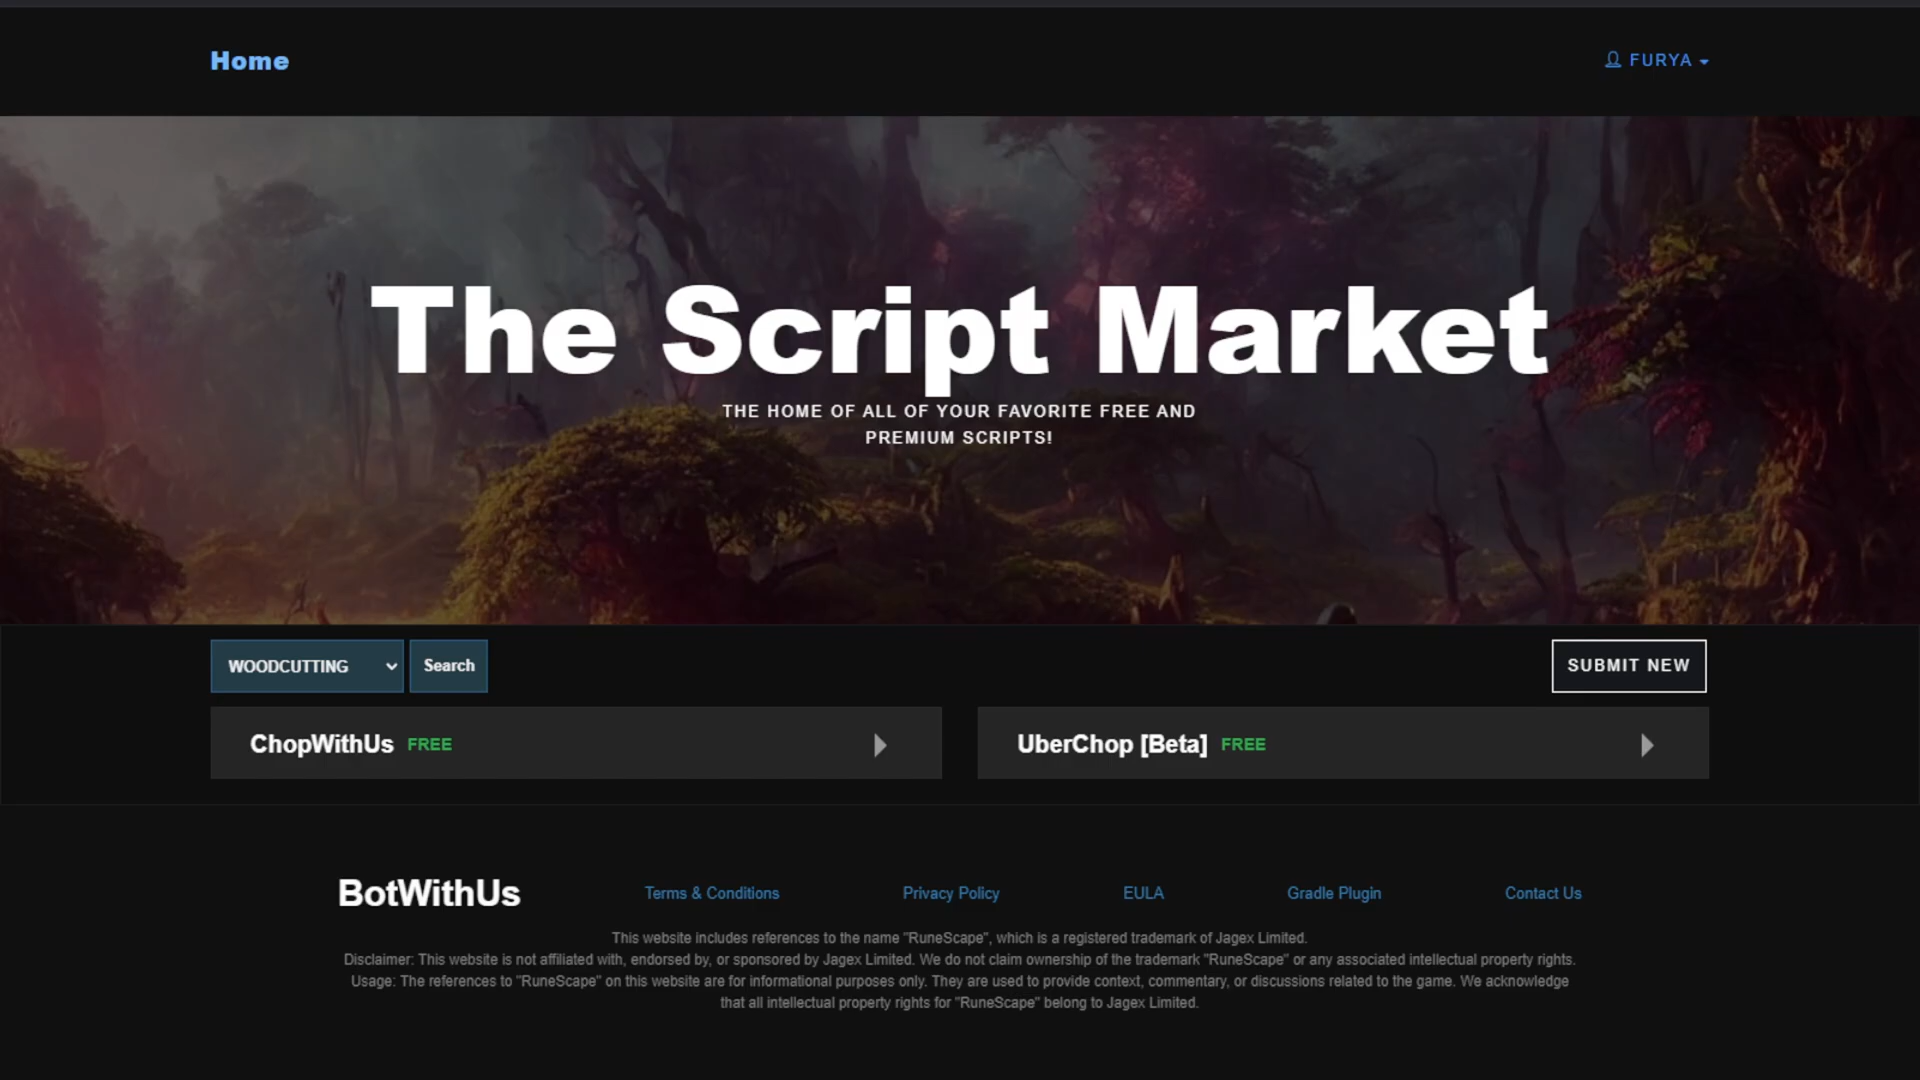 Home
FURYA
The Script Market
THE HOME OF ALL OF YOUR FAVORITE FREE AND
PREMIUM SCRIPTS!
WOODCUTTING
Search
SUBMIT NEW
ChopWithUs FREE
UberChop [Beta] FREE
BotWithUs
Terms & Conditions
Privacy Policy
EULA
Gradle Plugin
Contact Us
This website includes references to the name "RuneScape", which is a registered trademark of Jagex Limited.
Disclaimer: This website is not affiliated with, endorsed by, or sponsored by Jagex Limited. We do not claim ownership of the trademark "RuneScape" or any associated intellectual property rights.
Usage: The references to "RuneScape" on this website are for informational purposes only. They are used to provide context, commentary, or discussions related to the game. We acknowledge
that all intellectual property rights for "RuneScape" belong to Jagex Limited.